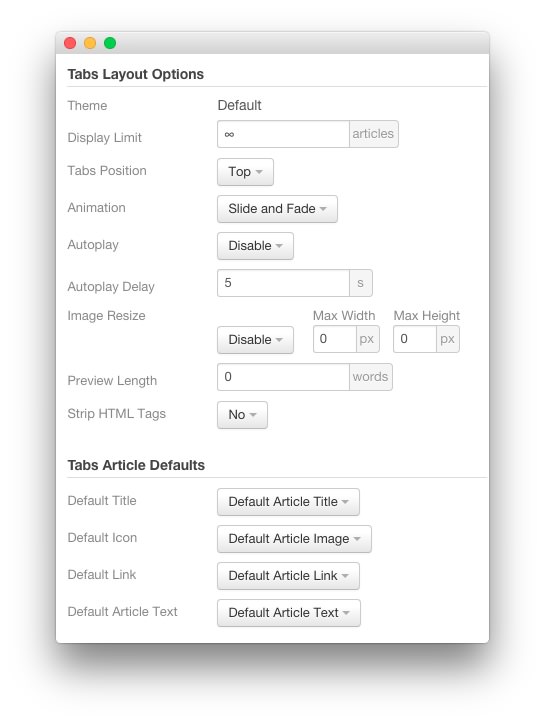 Tabs Layout Options
Theme Default
Display Limit ∞ articles
Tabs Position Top
Animation Slide and Fade
Autoplay Disable
Autoplay Delay 5 s
Image Resize Max Width Max Height
Disable 0 px 0 px
Preview Length 0 words
Strip HTML Tags No
Tabs Article Defaults
Default Title Default Article Title
Default Icon Default Article Image
Default Link Default Article Link
Default Article Text Default Article Text